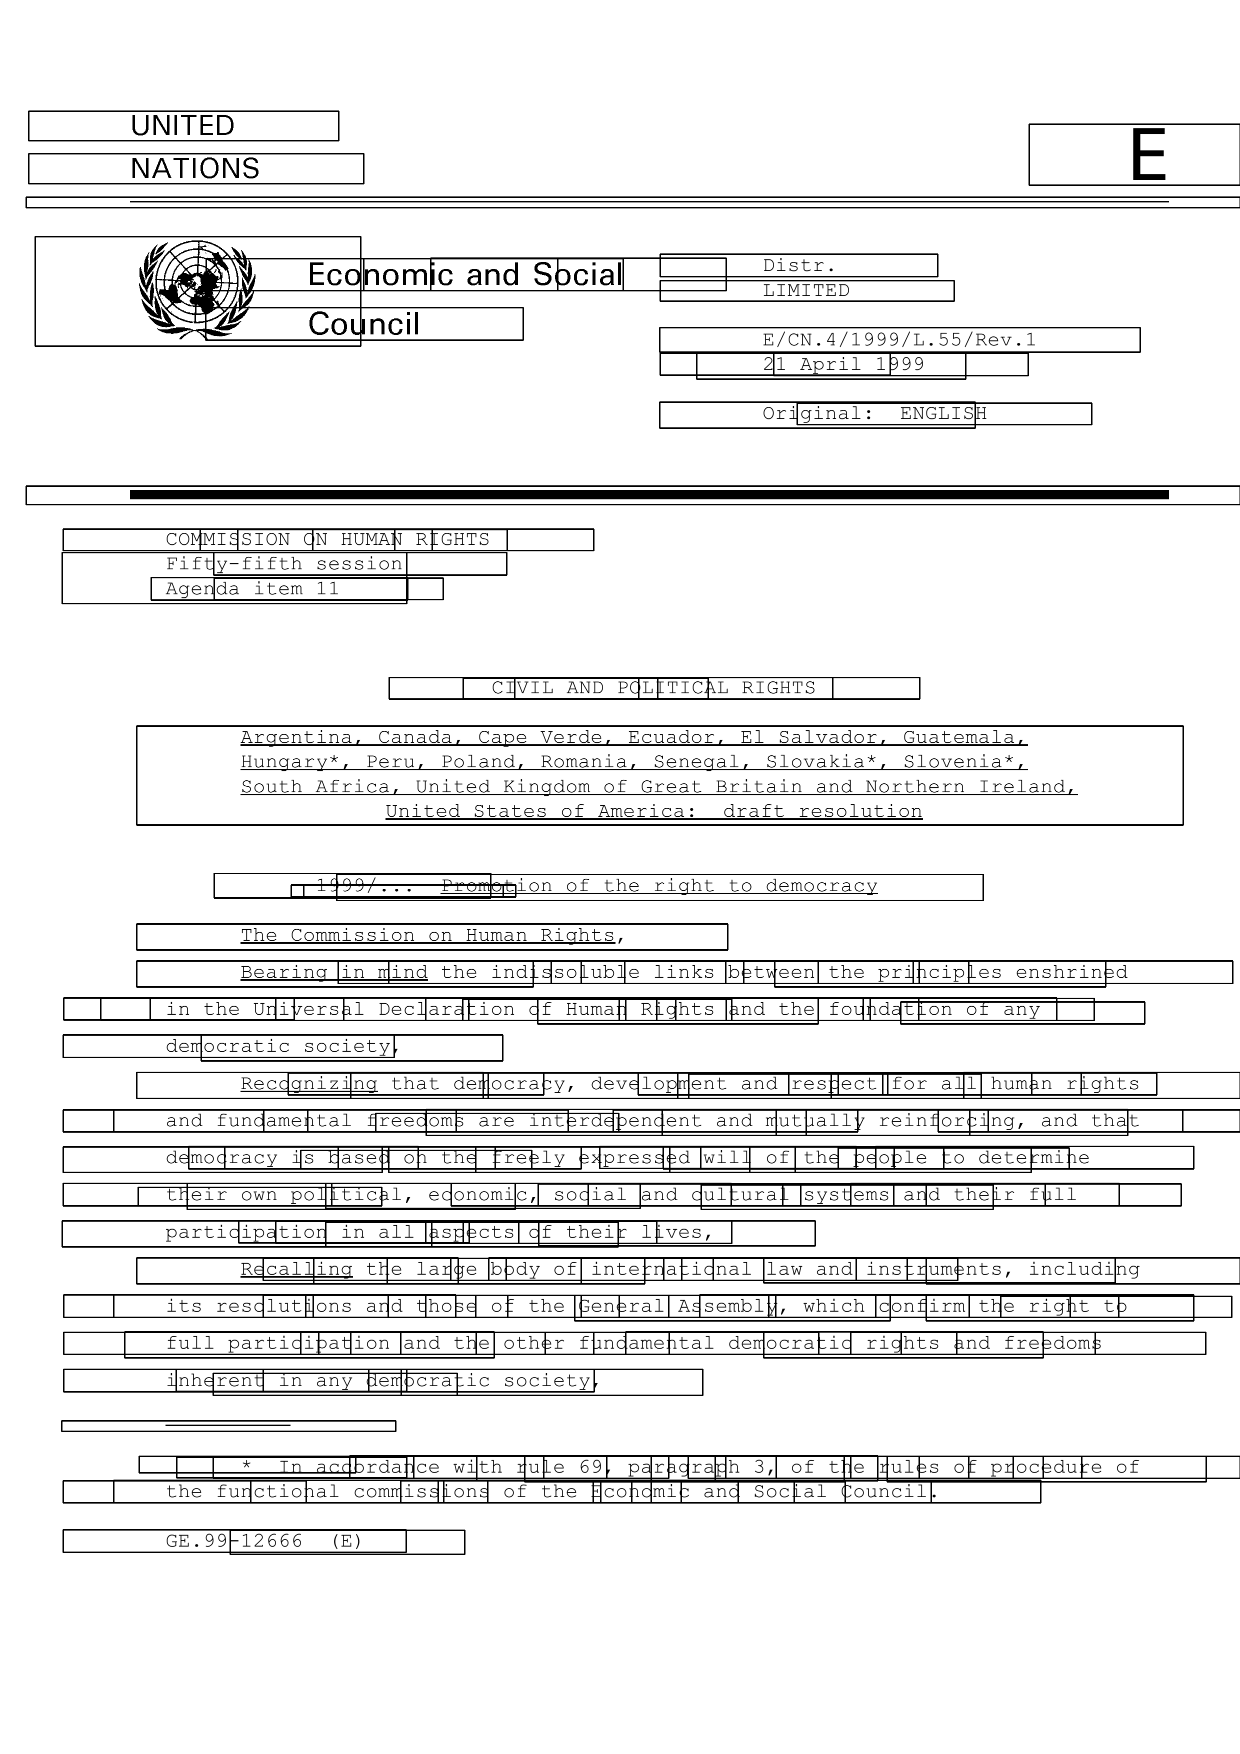 UNITED
NATIONS
E
Economic and Social
Council
Distr.
LIMITED
E/CN.4/1999/L.55/Rev.1
21 April 1999
Original:  ENGLISH
COMMISSION ON HUMAN RIGHTS
Fifty-fifth session
Agenda item 11
CIVIL AND POLITICAL RIGHTS
Argentina, Canada, Cape Verde, Ecuador, El Salvador, Guatemala,
Hungary*, Peru, Poland, Romania, Senegal, Slovakia*, Slovenia*,
South Africa, United Kingdom of Great Britain and Northern Ireland,
United States of America:  draft resolution
1999/...  Promotion of the right to democracy
The Commission on Human Rights,
Bearing in mind the indissoluble links between the principles enshrined
in the Universal Declaration of Human Rights and the foundation of any
democratic society,
Recognizing that democracy, development and respect for all human rights
and fundamental freedoms are interdependent and mutually reinforcing, and that
democracy is based on the freely expressed will of the people to determine
their own political, economic, social and cultural systems and their full
participation in all aspects of their lives,
Recalling the large body of international law and instruments, including
its resolutions and those of the General Assembly, which confirm the right to
full participation and the other fundamental democratic rights and freedoms
inherent in any democratic society,
*  In accordance with rule 69, paragraph 3, of the rules of procedure of
the functional commissions of the Economic and Social Council.
GE.99-12666  (E)